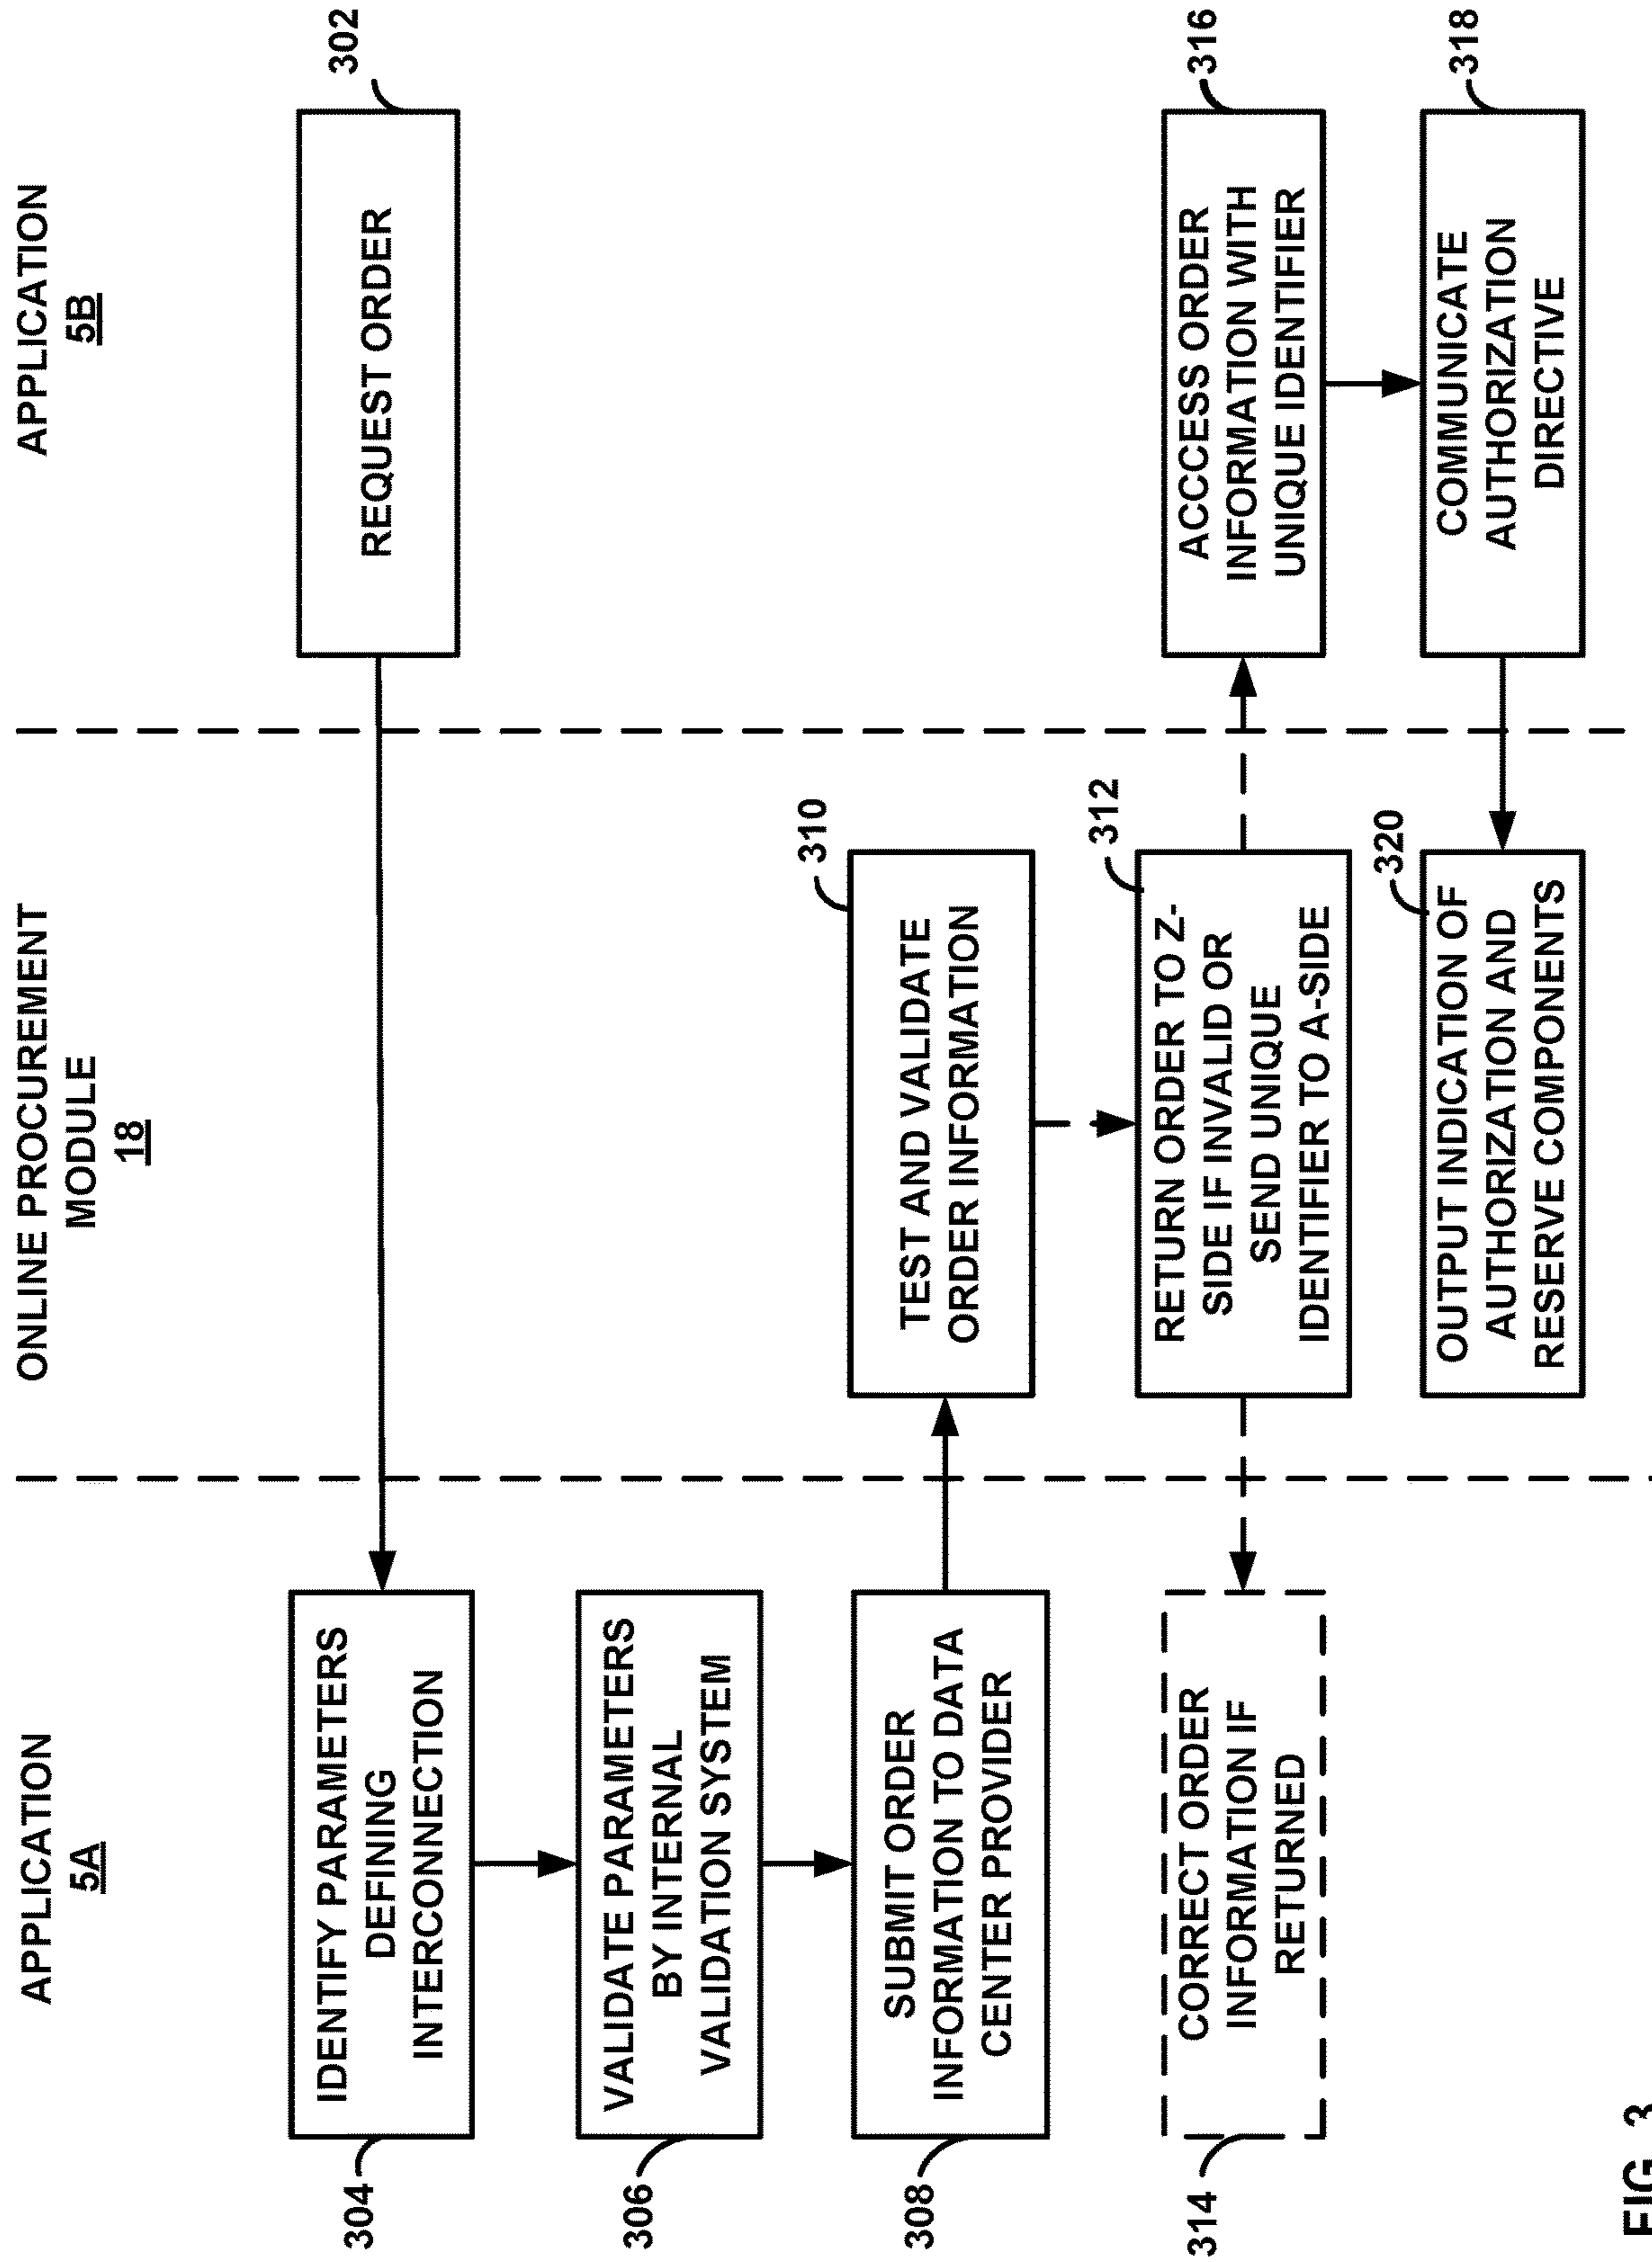 APPLICATION
5A
ONLINE PROCUREMENT
MODULE
18
APPLICATION
5B
302
REQUEST ORDER
304
IDENTIFY PARAMETERS
DEFINING
INTERCONNECTION
306
VALIDATE PARAMETERS
BY INTERNAL
VALIDATION SYSTEM
308
SUBMIT ORDER
INFORMATION TO DATA
CENTER PROVIDER
310
TEST AND VALIDATE
ORDER INFORMATION
312
RETURN ORDER TO Z-
SIDE IF INVALID OR
SEND UNIQUE
IDENTIFIER TO A-SIDE
314
CORRECT ORDER
INFORMATION IF
RETURNED
316
ACCESS ORDER
INFORMATION WITH
UNIQUE IDENTIFIER
318
COMMUNICATE
AUTHORIZATION
DIRECTIVE
320
OUTPUT INDICATION OF
AUTHORIZATION AND
RESERVE COMPONENTS
FIG. 3